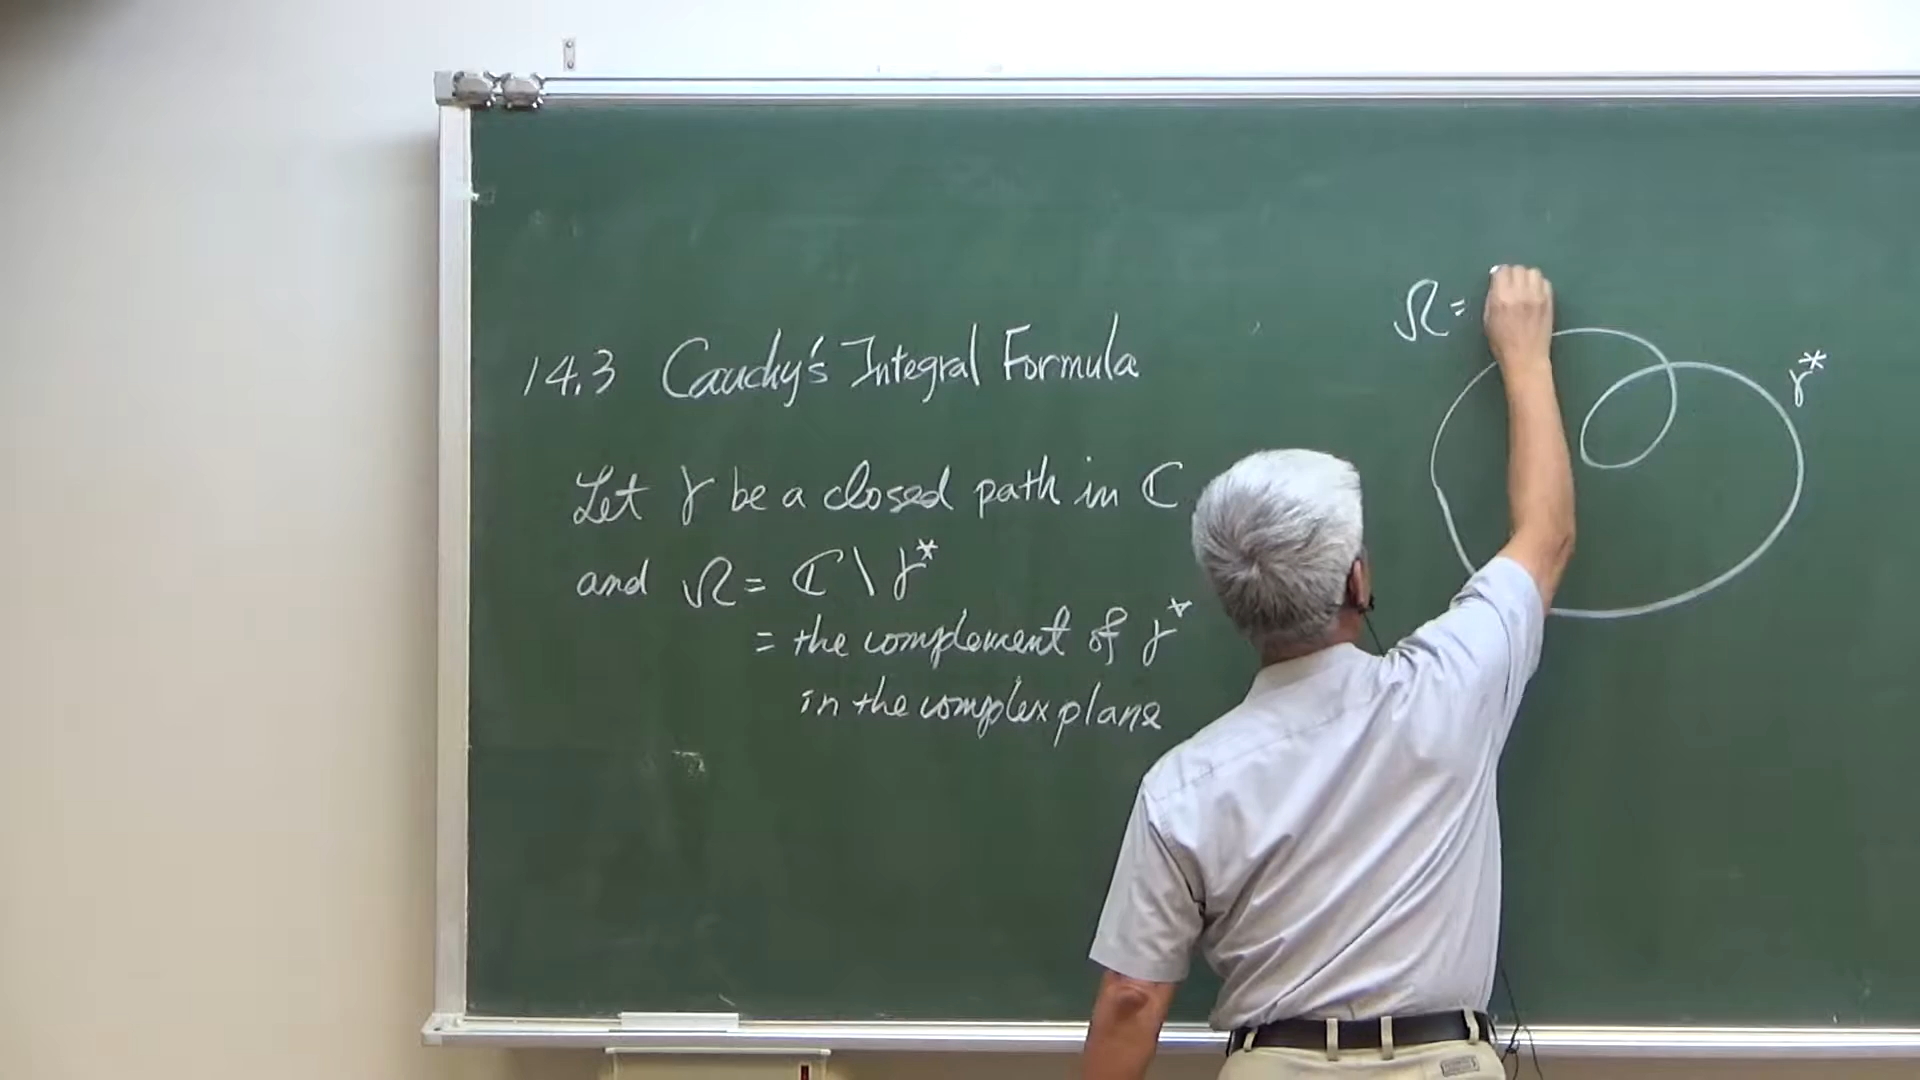 14.3 Cauchy's Integral Formula
Let γ be a closed path in ℂ
and Ω = ℂ \ γ*
= the complement of γ*
in the complex plane
Ω =
γ*